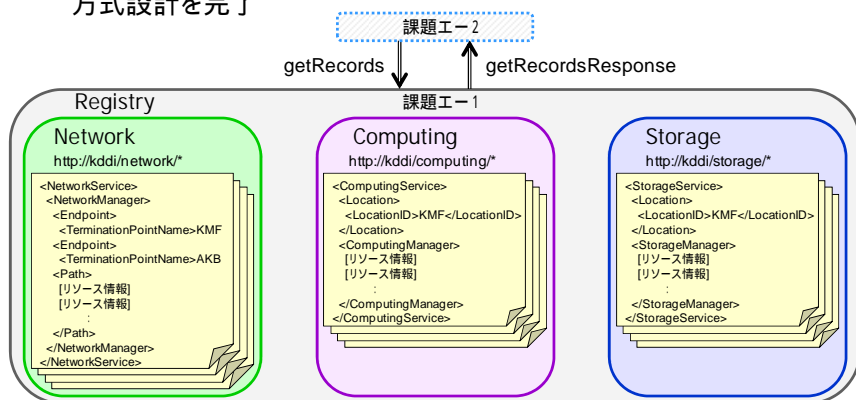 方式設計を完了
課題エー2
getRecords
getRecordsResponse
Registry
課題エー1
Network
http://kddi/network/*
<NetworkService>
<NetworkManager>
<Endpoint>
<TerminationPointName>KMF
<Endpoint>
<TerminationPointName>AKB
<Path>
[リソース情報]
[リソース情報]
:
</Path>
</NetworkManager>
</NetworkService>
Computing
http://kddi/computing/*
<ComputingService>
<Location>
<LocationID>KMF</LocationID>
</Location>
<ComputingManager>
[リソース情報]
[リソース情報]
:
</ComputingManager>
</ComputingService>
Storage
http://kddi/storage/*
<StorageService>
<Location>
<LocationID>KMF</LocationID>
</Location>
<StorageManager>
[リソース情報]
[リソース情報]
:
</StorageManager>
</StorageService>